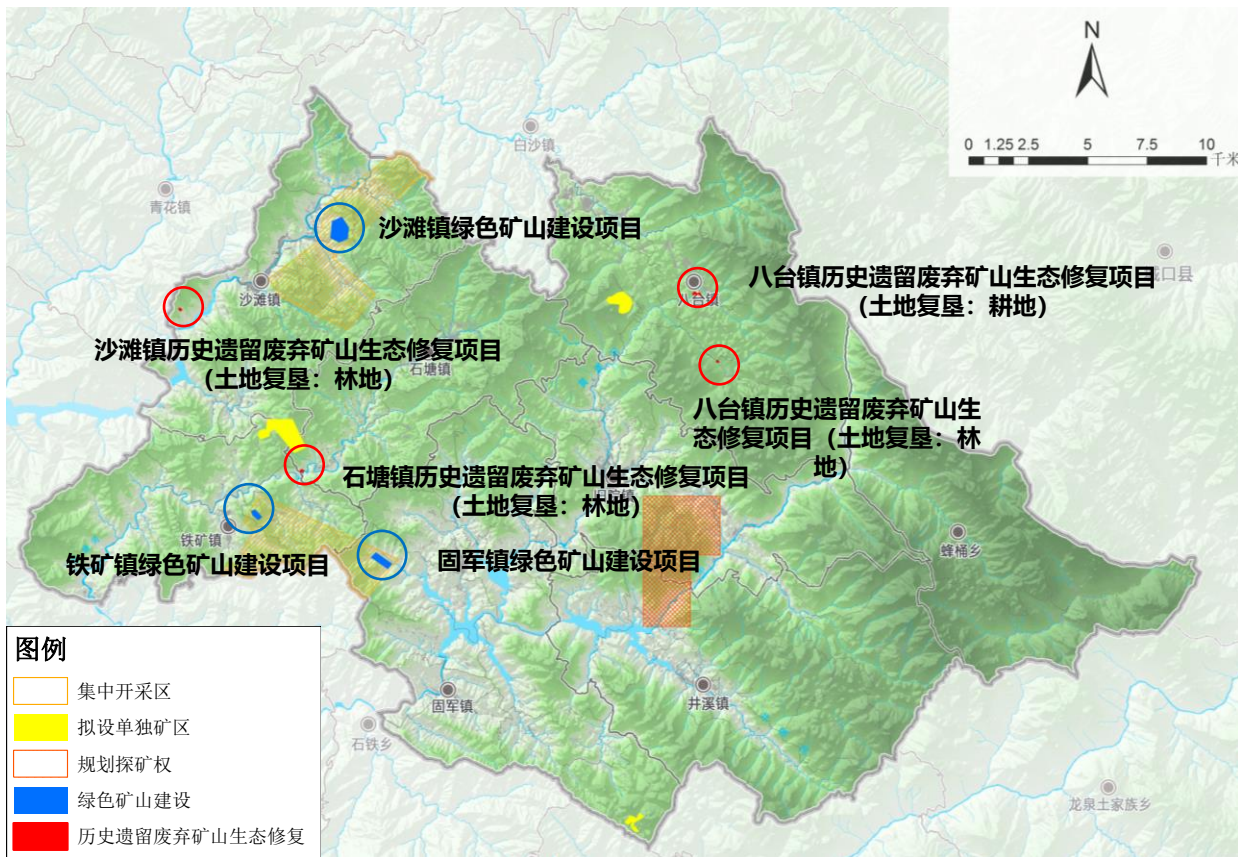 N
0 1.25 2.5 5 7.5 10
千米
白沙镇
青花镇
沙滩镇绿色矿山建设项目
沙滩镇
八台镇
八台镇历史遗留废弃矿山生态修复项目
（土地复垦：耕地）
城口县
沙滩镇历史遗留废弃矿山生态修复项目
（土地复垦：林地）
石塘镇
八台镇历史遗留废弃矿山生
态修复项目（土地复垦：林
地）
石塘镇历史遗留废弃矿山生态修复项目
（土地复垦：林地）
铁矿镇
蜂桶乡
铁矿镇绿色矿山建设项目
固军镇绿色矿山建设项目
固军镇
井溪镇
石铁乡
龙泉土家族乡
图例
集中开采区
拟设单独矿区
规划探矿权
绿色矿山建设
历史遗留废弃矿山生态修复